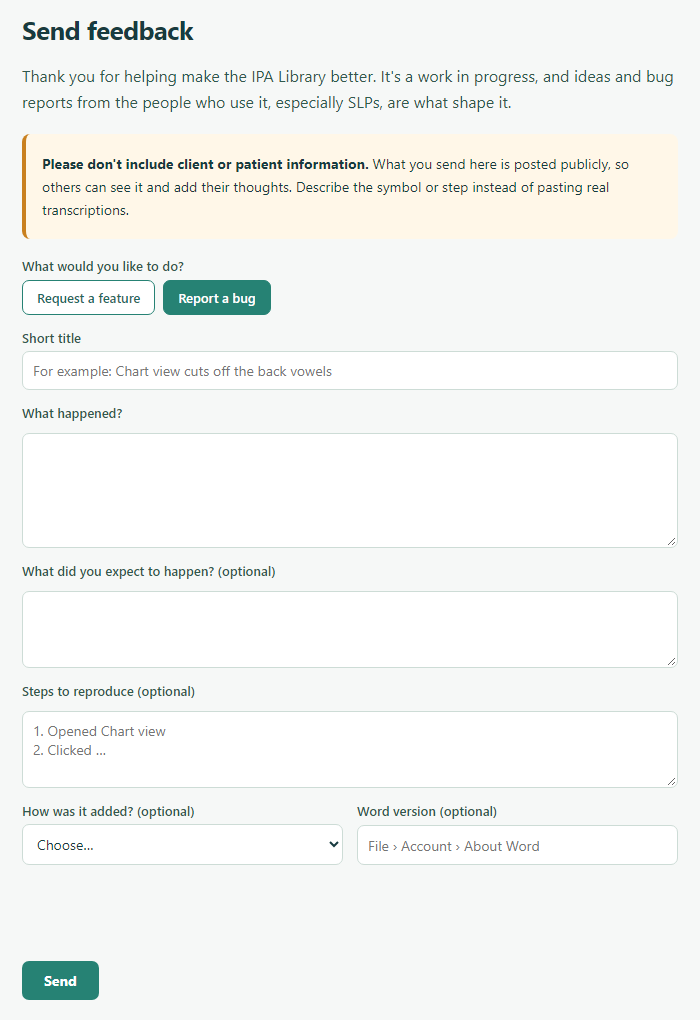 Send feedback
Thank you for helping make the IPA Library better. It's a work in progress, and ideas and bug
reports from the people who use it, especially SLPs, are what shape it.
Please don't include client or patient information. What you send here is posted publicly, so
others can see it and add their thoughts. Describe the symbol or step instead of pasting real
transcriptions.
What would you like to do?
Request a feature
Report a bug
Short title
For example: Chart view cuts off the back vowels
What happened?
What did you expect to happen? (optional)
Steps to reproduce (optional)
1. Opened Chart view
2. Clicked ...
How was it added? (optional)
Word version (optional)
Choose...
File › Account › About Word
Send